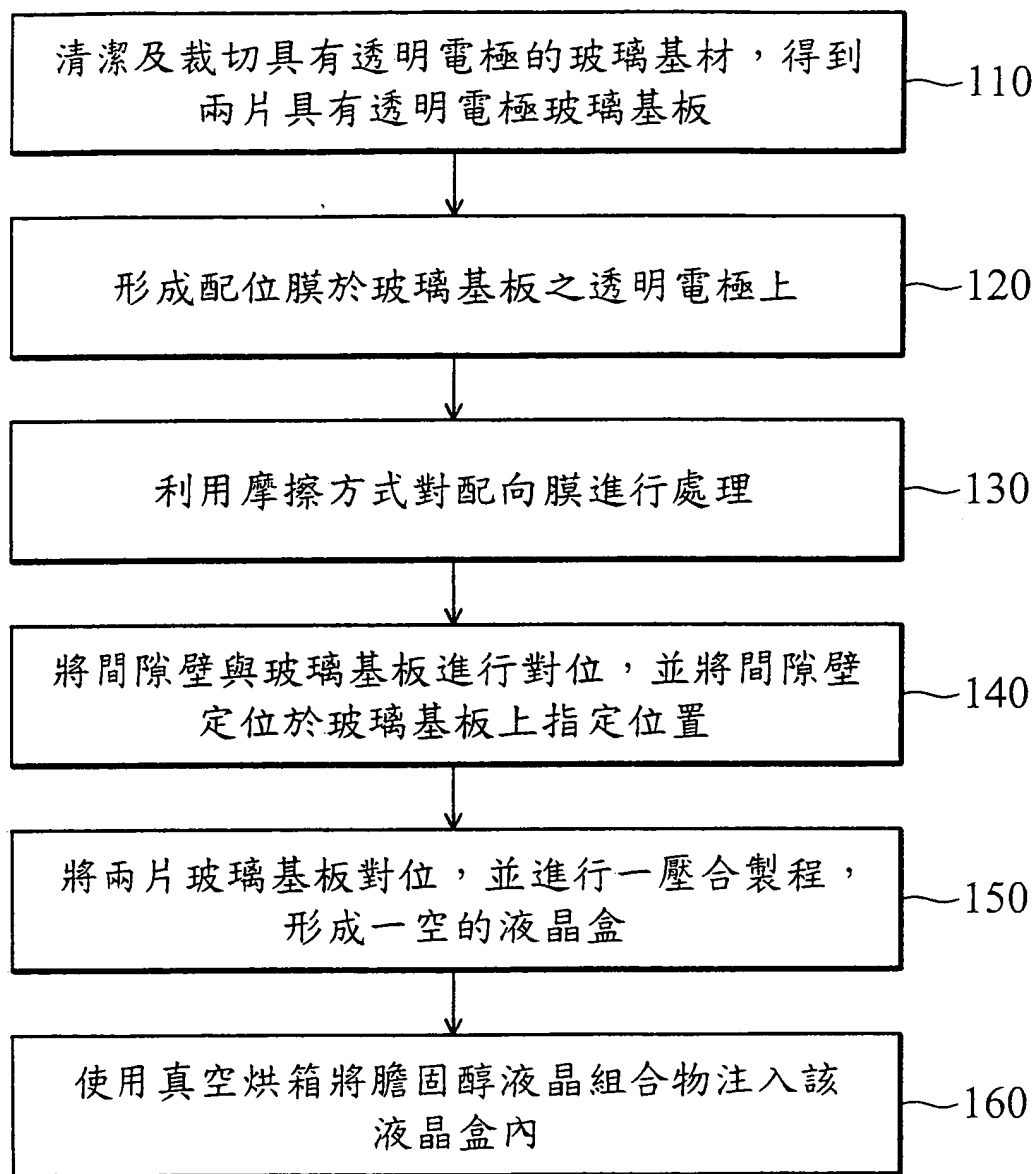 清潔及裁切具有透明電極的玻璃基材，得到
兩片具有透明電極玻璃基板
110
形成配位膜於玻璃基板之透明電極上
120
利用摩擦方式對配向膜進行處理
130
將間隙壁與玻璃基板進行對位，並將間隙壁
定位於玻璃基板上指定位置
140
將兩片玻璃基板對位，並進行一壓合製程，
形成一空的液晶盒
150
使用真空烘箱將膽固醇液晶組合物注入該
液晶盒內
160